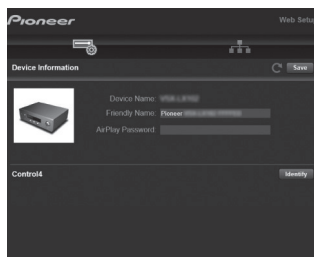 Pioneer
Web Setu
Device Information
Save
Device Name:
Friendly Name: Pioneer
AirPlay Password:
Control4
Identify